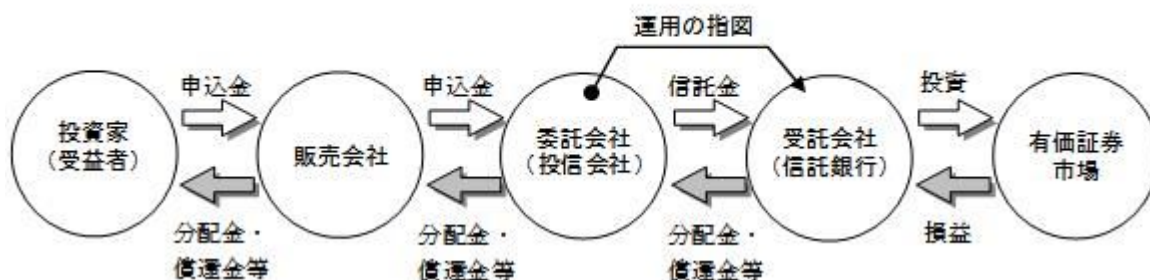 運用の指図
申込金
申込金
信託金
投資
投資家
（受益者）
販売会社
委託会社
（投信会社）
受託会社
（信託銀行）
有価証券
市場
分配金・
償還金等
分配金・
償還金等
分配金・
償還金等
損益